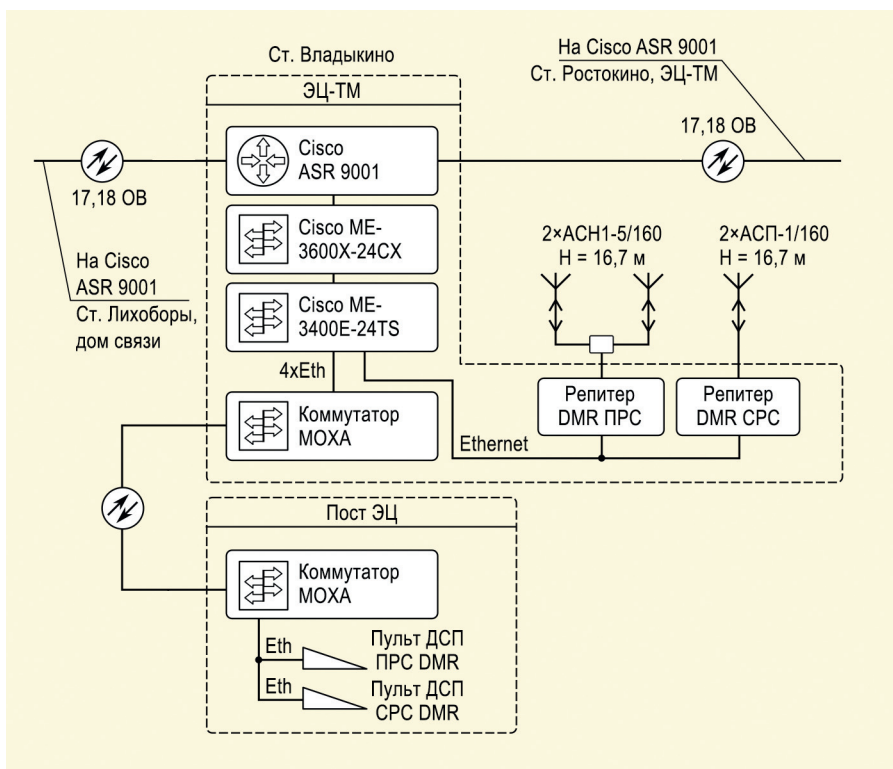 Ст. Владыкино
На Cisco ASR 9001
Ст. Ростокино, ЭЦ-ТМ
ЭЦ-ТМ
17,18 ОВ
Cisco
ASR 9001
17,18 ОВ
Cisco ME-
3600X-24CX
2×АСН1-5/160
Н = 16,7 м
2×АСП-1/160
Н = 16,7 м
На Cisco
ASR 9001
Ст. Лихоборы,
дом связи
Cisco ME-
3400E-24TS
4xEth
Коммутатор
MOXA
Ethernet
Репитер
DMR ПРС
Репитер
DMR СРС
Пост ЭЦ
Коммутатор
MOXA
Eth
Пульт ДСП
ПРС DMR
Eth
Пульт ДСП
СРС DMR